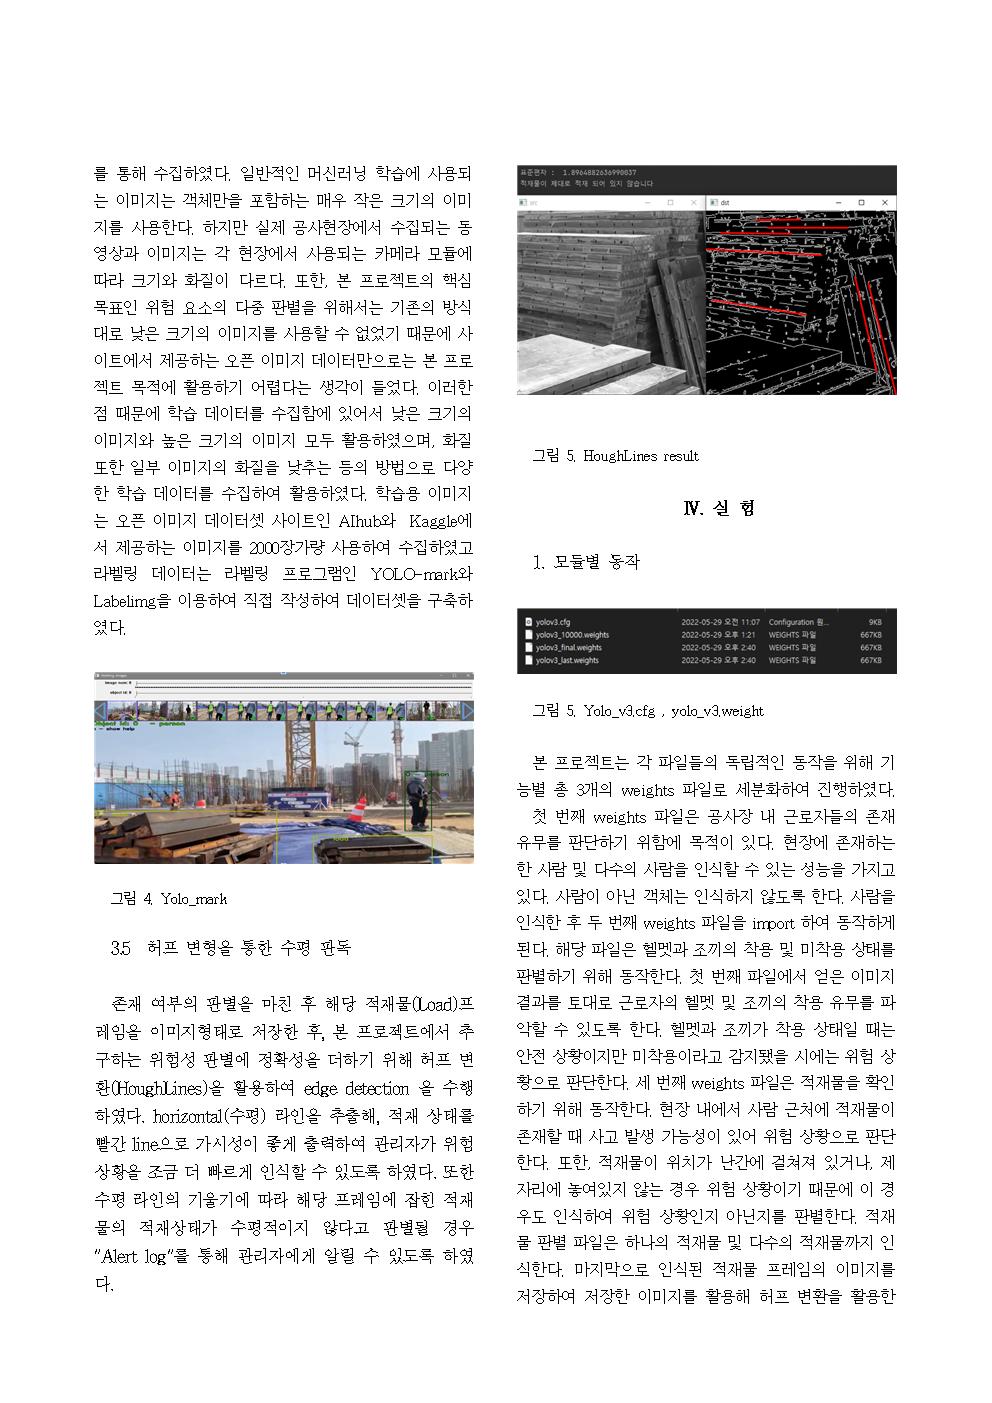 를 통해 수집하였다. 일반적인 머신러닝 학습에 사용되
는 이미지는 객체만을 포함하는 매우 작은 크기의 이미
지를 사용한다. 하지만 실제 공사현장에서 수집되는 동
영상과 이미지는 각 현장에서 사용되는 카메라 모듈에
따라 크기와 화질이 다르다. 또한, 본 프로젝트의 핵심
목표인 위험 요소의 다중 판별을 위해서는 기존의 방식
대로 낮은 크기의 이미지를 사용할 수 없었기 때문에 사
이트에서 제공하는 오픈 이미지 데이터만으로는 본 프로
젝트 목적에 활용하기 어렵다는 생각이 들었다. 이러한
점 때문에 학습 데이터를 수집함에 있어서 낮은 크기의
이미지와 높은 크기의 이미지 모두 활용하였으며, 화질
또한 일부 이미지의 화질을 낮추는 등의 방법으로 다양
한 학습 데이터를 수집하여 활용하였다. 학습용 이미지
는 오픈 이미지 데이터셋 사이트인 AIhub와 Kaggle에
서 제공하는 이미지를 2000장가량 사용하여 수집하였고
라벨링 데이터는 라벨링 프로그램인 YOLO-mark와
Labelimg을 이용하여 직접 작성하여 데이터셋을 구축하
였다.
object id: 0 - person
- show help
0 - person
그림 4. Yolo_mark
3.5 허프 변형을 통한 수평 판독
존재 여부의 판별을 마친 후 해당 적재물(Load)프
레임을 이미지형태로 저장한 후, 본 프로젝트에서 추
구하는 위험성 판별에 정확성을 더하기 위해 허프 변
환(HoughLines)을 활용하여 edge detection 을 수행
하였다. horizontal(수평) 라인을 추출해, 적재 상태를
빨간 line으로 가시성이 좋게 출력하여 관리자가 위험
상황을 조금 더 빠르게 인식할 수 있도록 하였다. 또한
수평 라인의 기울기에 따라 해당 프레임에 잡힌 적재
물의 적재상태가 수평적이지 않다고 판별될 경우
"Alert log"를 통해 관리자에게 알릴 수 있도록 하였
다.
표준편차 : 1.8964882636990037
적재물이 제대로 적재 되어 있지 않습니다
src
dst
그림 5. HoughLines result
Ⅳ. 실 험
1. 모듈별 동작
yolov3.cfg 2022-05-29 오전 11:07 Configuration 원... 9KB
yolov3_10000.weights 2022-05-29 오후 1:21 WEIGHTS 파일 667KB
yolov3_final.weights 2022-05-29 오후 2:40 WEIGHTS 파일 667KB
yolov3_last.weights 2022-05-29 오후 2:40 WEIGHTS 파일 667KB
그림 5. Yolo_v3.cfg , yolo_v3.weight
본 프로젝트는 각 파일들의 독립적인 동작을 위해 기
능별 총 3개의 weights 파일로 세분화하여 진행하였다.
첫 번째 weights 파일은 공사장 내 근로자들의 존재
유무를 판단하기 위함에 목적이 있다. 현장에 존재하는
한 사람 및 다수의 사람을 인식할 수 있는 성능을 가지고
있다. 사람이 아닌 객체는 인식하지 않도록 한다. 사람을
인식한 후 두 번째 weights 파일을 import 하여 동작하게
된다. 해당 파일은 헬멧과 조끼의 착용 및 미착용 상태를
판별하기 위해 동작한다. 첫 번째 파일에서 얻은 이미지
결과를 토대로 근로자의 헬멧 및 조끼의 착용 유무를 파
악할 수 있도록 한다. 헬멧과 조끼가 착용 상태일 때는
안전 상황이지만 미착용이라고 감지됐을 시에는 위험 상
황으로 판단한다. 세 번째 weights 파일은 적재물을 확인
하기 위해 동작한다. 현장 내에서 사람 근처에 적재물이
존재할 때 사고 발생 가능성이 있어 위험 상황으로 판단
한다. 또한, 적재물이 위치가 난간에 걸쳐져 있거나, 제
자리에 놓여있지 않는 경우 위험 상황이기 때문에 이 경
우도 인식하여 위험 상황인지 아닌지를 판별한다. 적재
물 판별 파일은 하나의 적재물 및 다수의 적재물까지 인
식한다. 마지막으로 인식된 적재물 프레임의 이미지를
저장하여 저장한 이미지를 활용해 허프 변환을 활용한